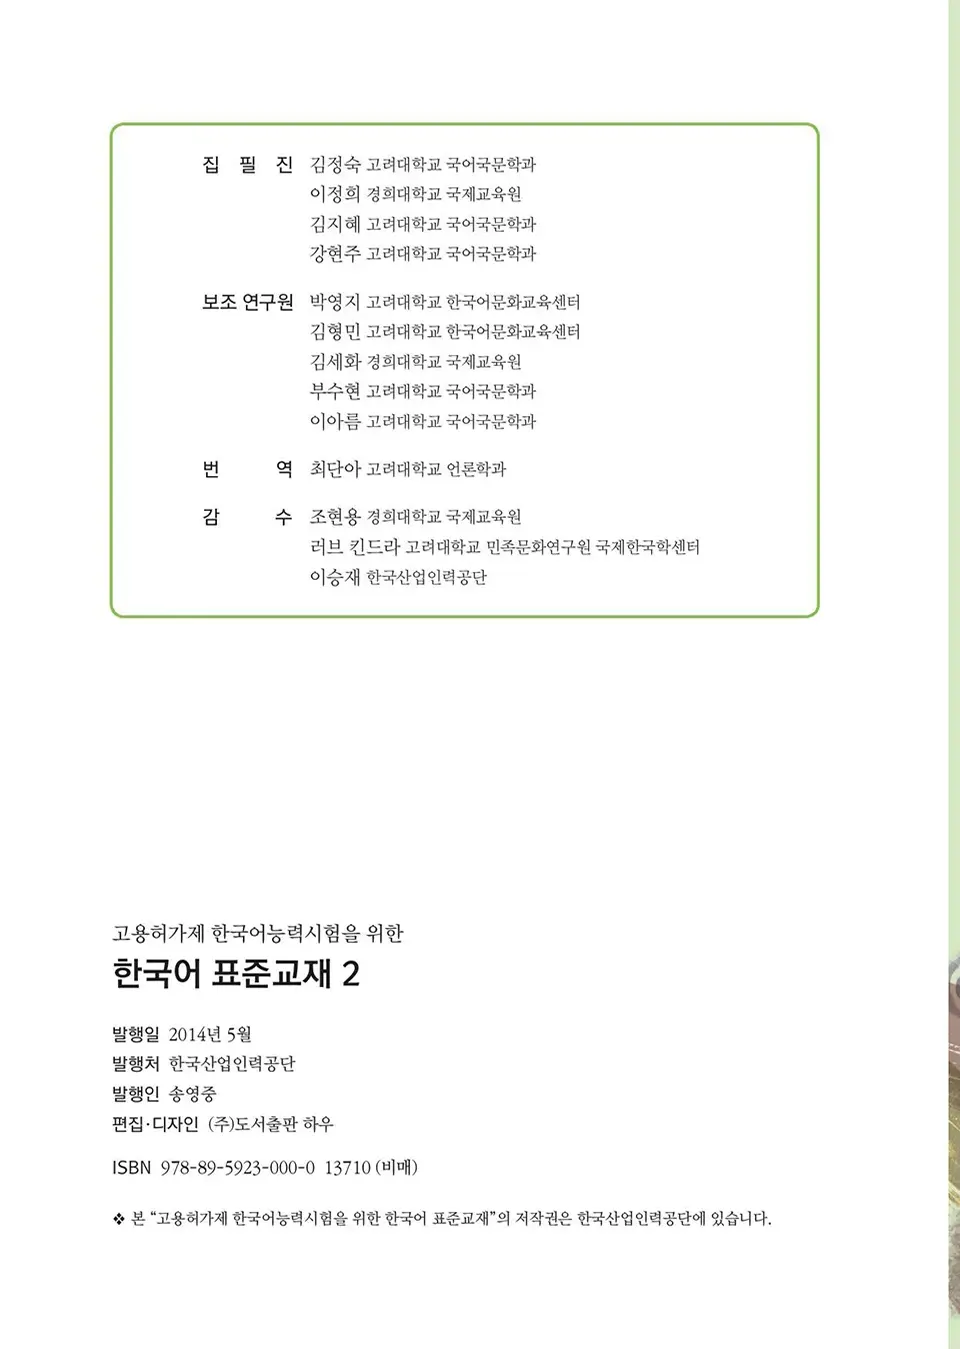 집 필 진 김정숙 고려대학교 국어국문학과
이정희 경희대학교 국제교육원
김지혜 고려대학교 국어국문학과
강현주 고려대학교 국어국문학과
보조 연구원 박영지 고려대학교 한국어문화교육센터
김형민 고려대학교 한국어문화교육센터
김세화 경희대학교 국제교육원
부수현 고려대학교 국어국문학과
이아름 고려대학교 국어국문학과
번 역 최단아 고려대학교 언론학과
감 수 조현용 경희대학교 국제교육원
러브 킨드라 고려대학교 민족문화연구원 국제한국학센터
이승재 한국산업인력공단
고용허가제 한국어능력시험을 위한
한국어 표준교재 2
발행일 2014년 5월
발행처 한국산업인력공단
발행인 송영중
편집·디자인 (주)도서출판 하우
ISBN 978-89-5923-000-0 13710 (비매)
❖ 본 “고용허가제 한국어능력시험을 위한 한국어 표준교재”의 저작권은 한국산업인력공단에 있습니다.